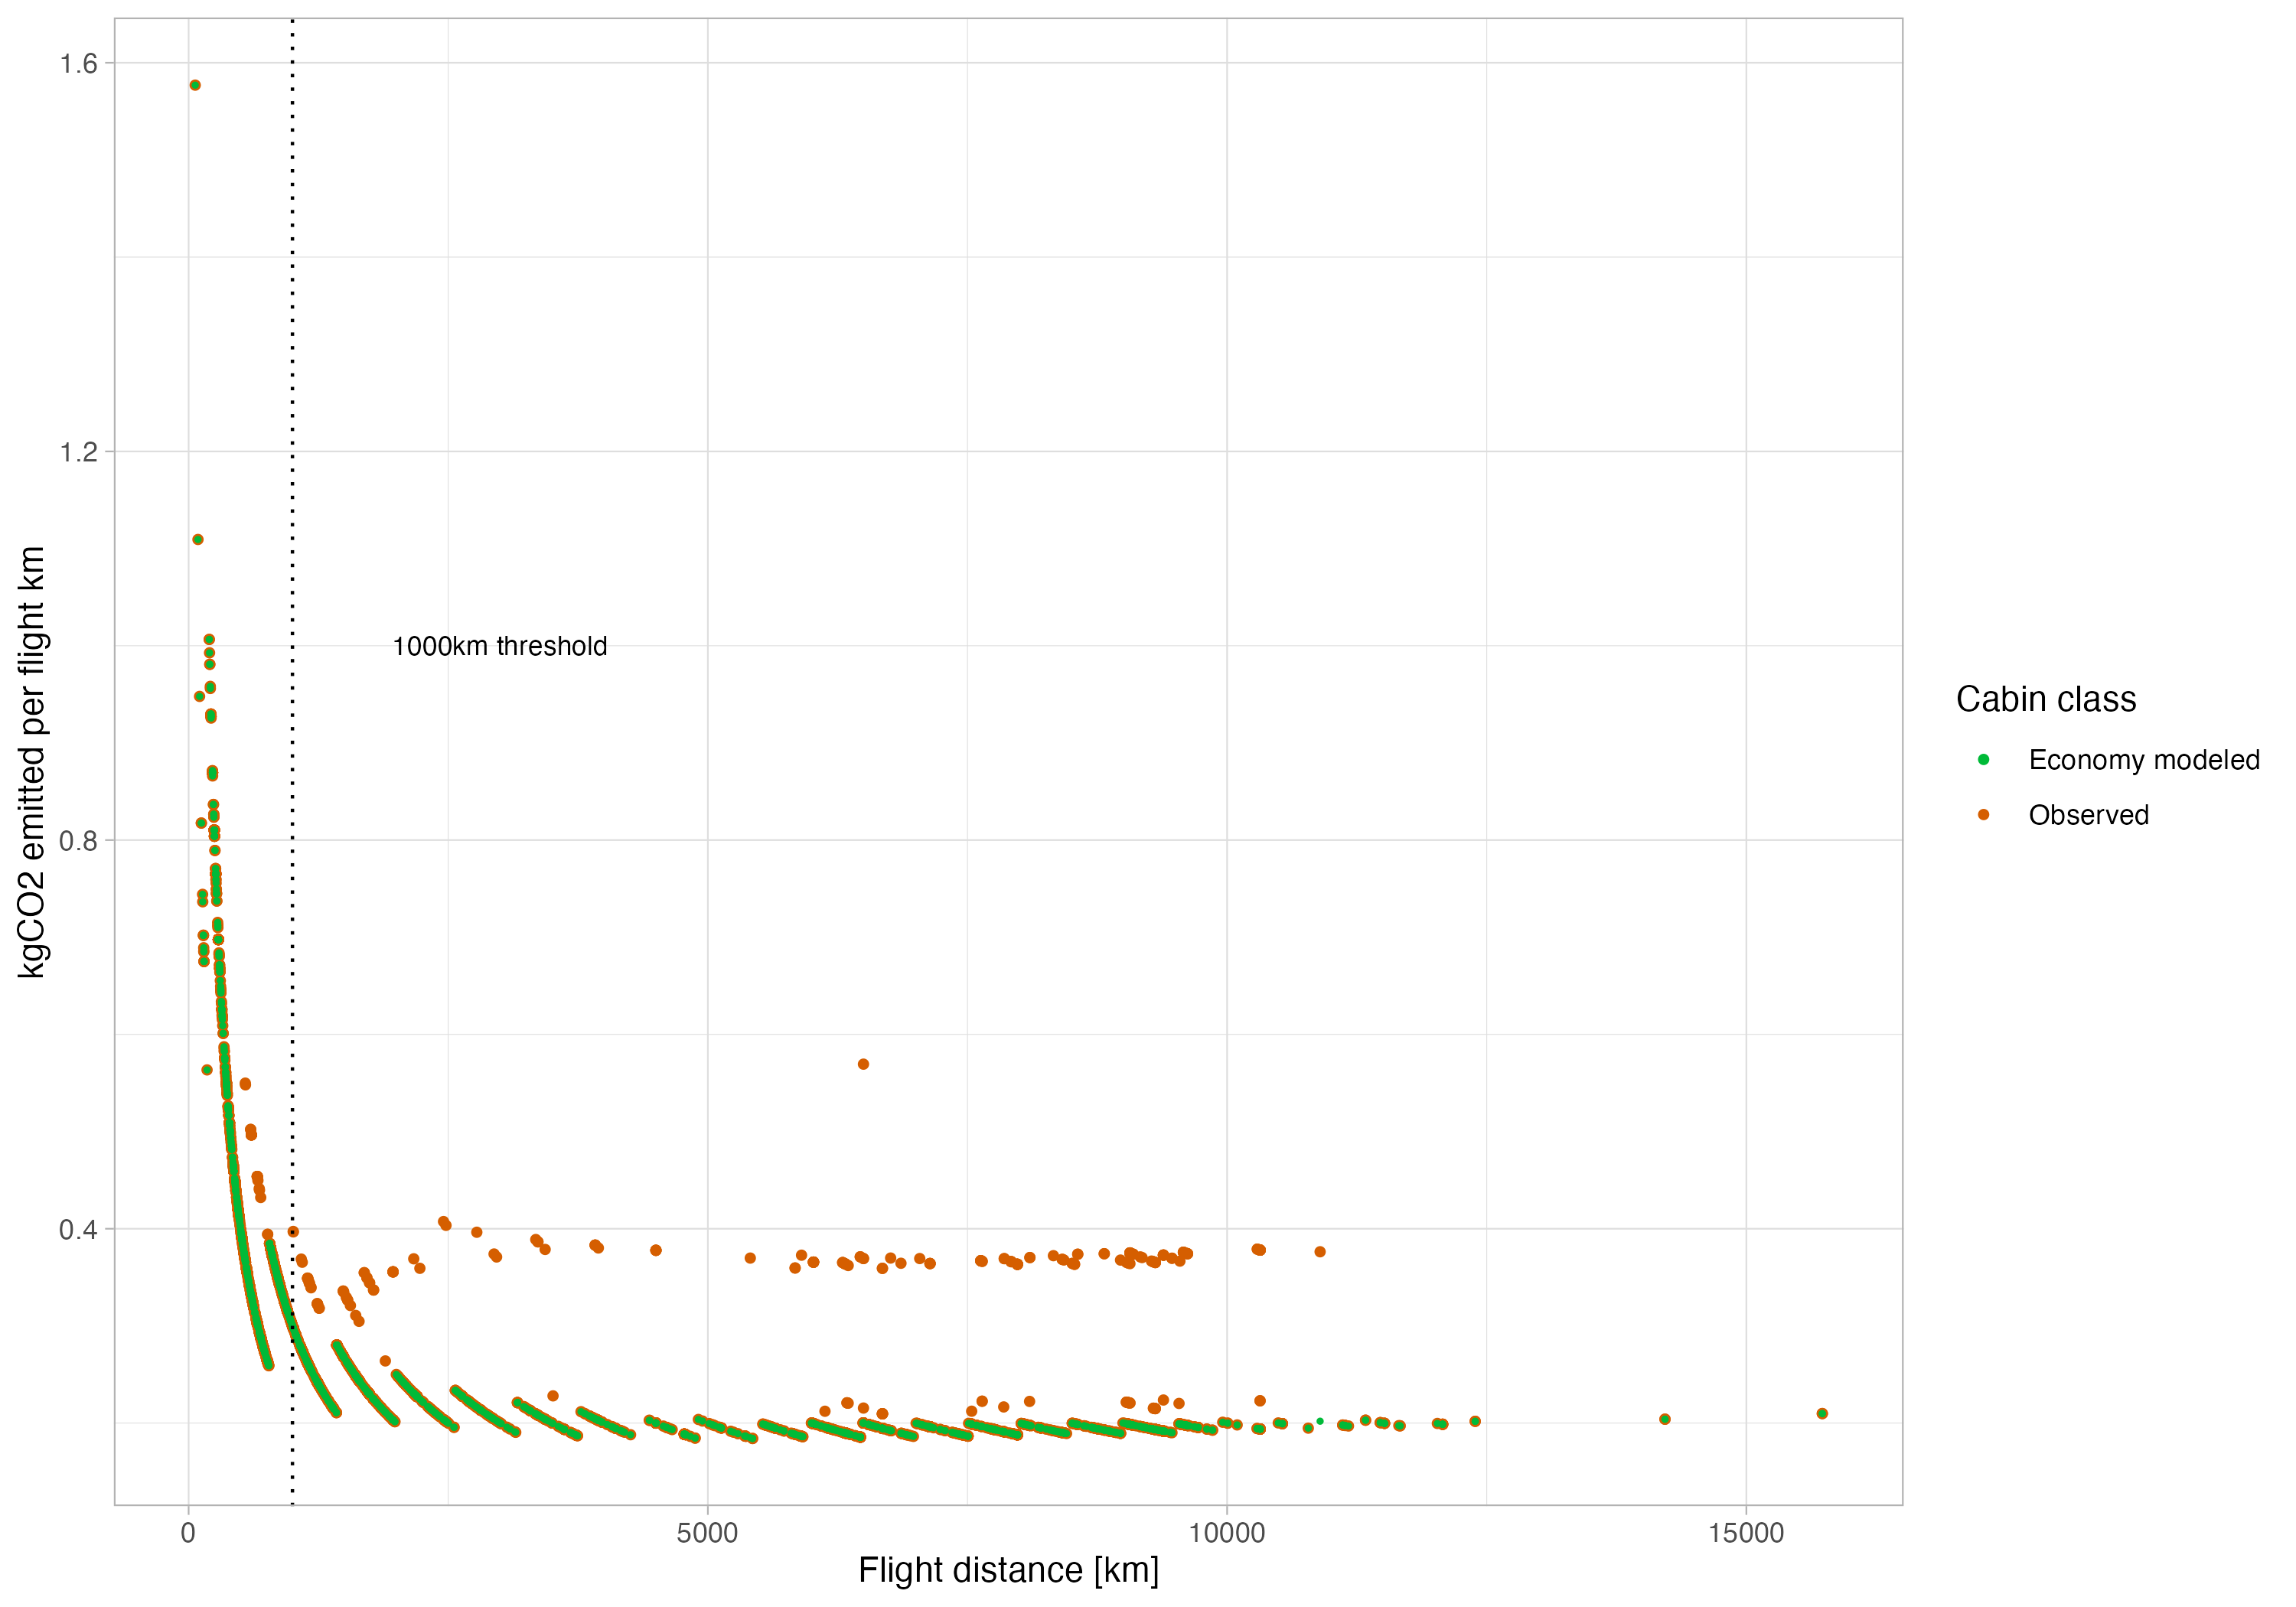 1.6
1.2
0.8
0.4
1000km threshold
kgCO2 emitted per flight km
0
5000
10000
15000
Flight distance [km]
Cabin class
Economy modeled
Observed